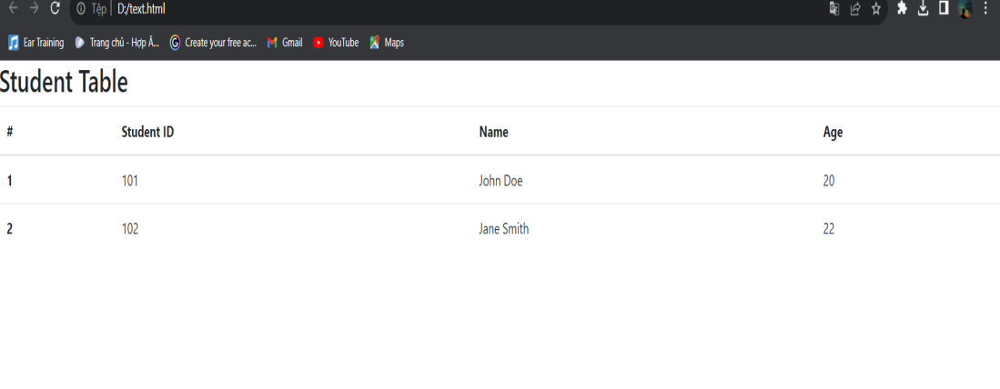 Tệp D:/text.html
Ear Training Trang chủ - Hợp Â... Create your free ac... Gmail YouTube Maps
Student Table
# Student ID Name Age
1 101 John Doe 20
2 102 Jane Smith 22